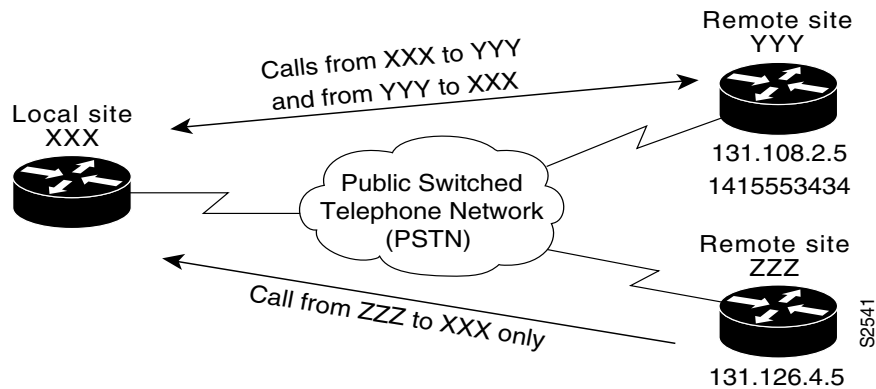 Remote site
YYY
Calls from XXX to YYY
and from YYY to XXX
Local site
XXX
131.108.2.5
1415553434
Public Switched
Telephone Network
(PSTN)
Remote site
ZZZ
Call from ZZZ to XXX only
131.126.4.5
S2541